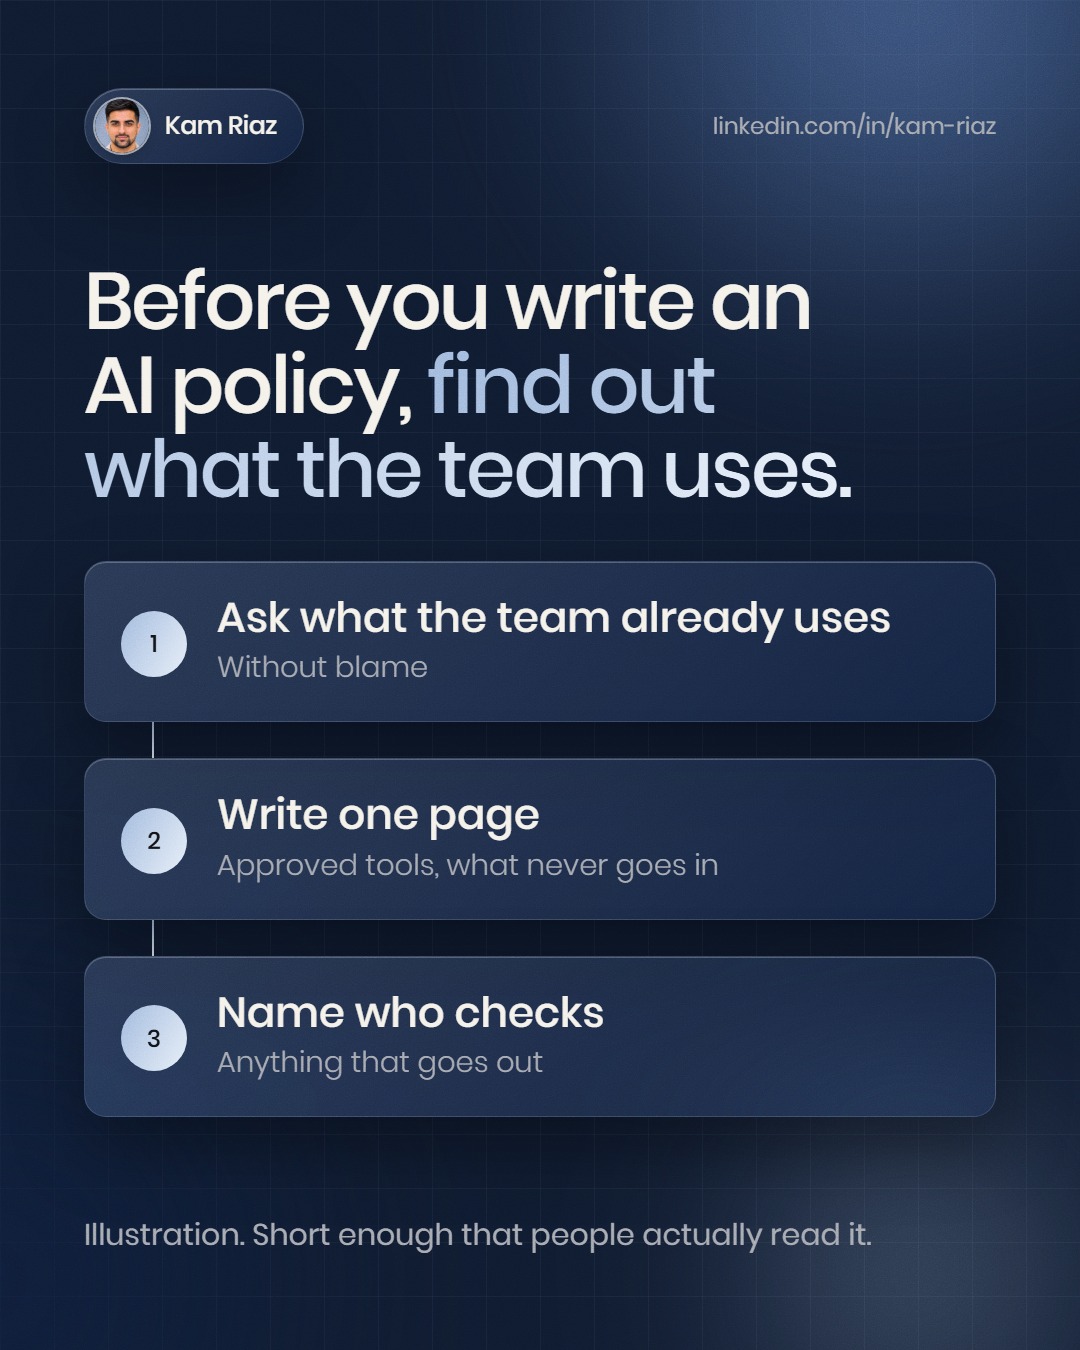 Kam Riaz
linkedin.com/in/kam-riaz
Before you write an
AI policy, find out
what the team uses.
1
Ask what the team already uses
Without blame
2
Write one page
Approved tools, what never goes in
3
Name who checks
Anything that goes out
Illustration. Short enough that people actually read it.